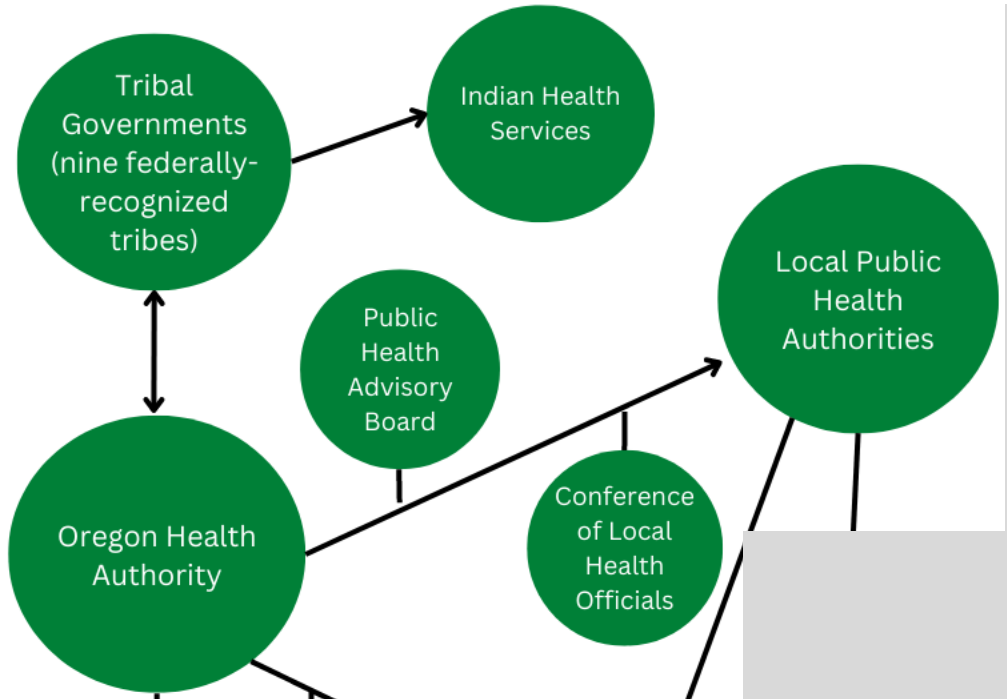 Tribal
Governments
(nine federally-
recognized
tribes)
Indian Health
Services
Local Public
Health
Authorities
Public
Health
Advisory
Board
Conference
of Local
Health
Officials
Oregon Health
Authority